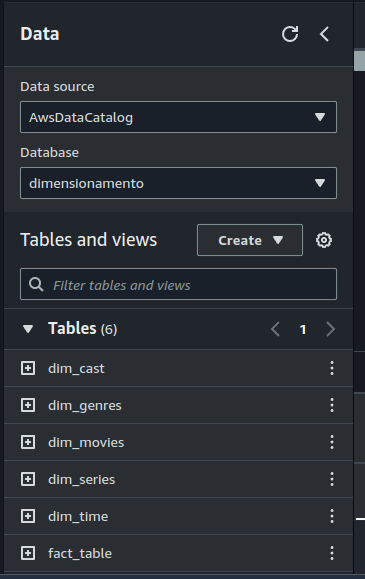 Data
Data source
AwsDataCatalog
Database
dimensionamento
Tables and views
Create
Filter tables and views
Tables (6)
1
dim_cast
dim_genres
dim_movies
dim_series
dim_time
fact_table